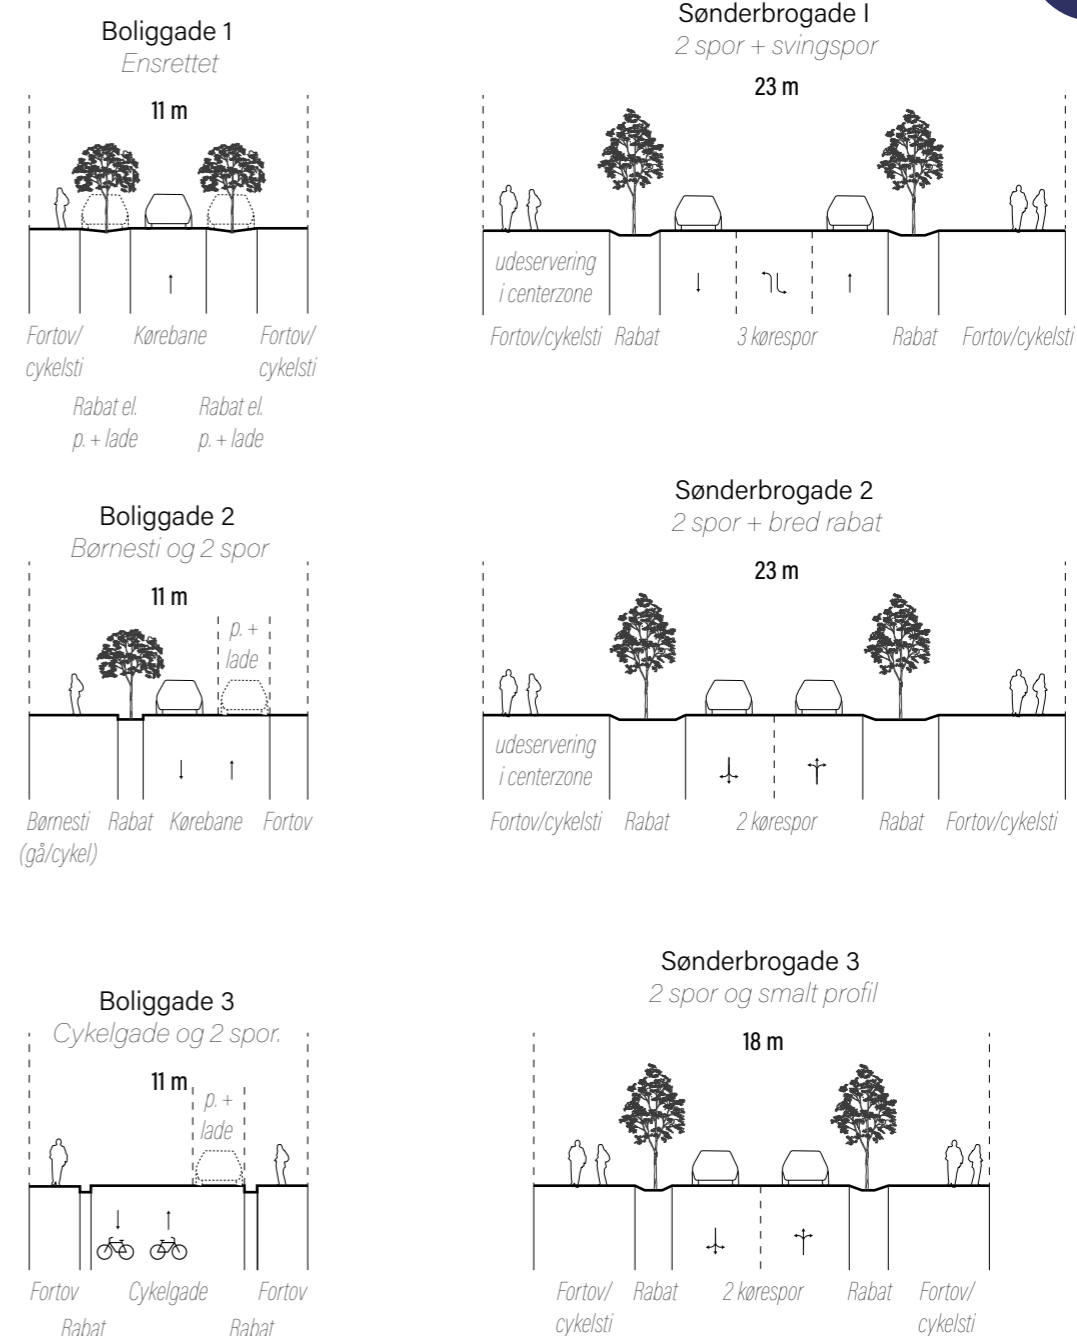 Boliggade 1
Ensrettet
11 m
Fortov/
cykelsti
Kørebane
Fortov/
cykelsti
Rabat el.
p. + lade
Rabat el.
p. + lade
Sønderbrogade I
2 spor + svingspor
23 m
udeservering
i centerzone
Fortov/cykelsti
Rabat
3 kørespor
Rabat
Fortov/cykelsti
Boliggade 2
Børnesti og 2 spor
11 m
p. +
lade
Børnesti
(gå/cykel)
Rabat
Kørebane
Fortov
Sønderbrogade 2
2 spor + bred rabat
23 m
udeservering
i centerzone
Fortov/cykelsti
Rabat
2 kørespor
Rabat
Fortov/cykelsti
Boliggade 3
Cykelgade og 2 spor.
11 m
p. +
lade
Fortov
Cykelgade
Fortov
Rabat
Rabat
Sønderbrogade 3
2 spor og smalt profil
18 m
Fortov/
cykelsti
Rabat
2 kørespor
Rabat
Fortov/
cykelsti